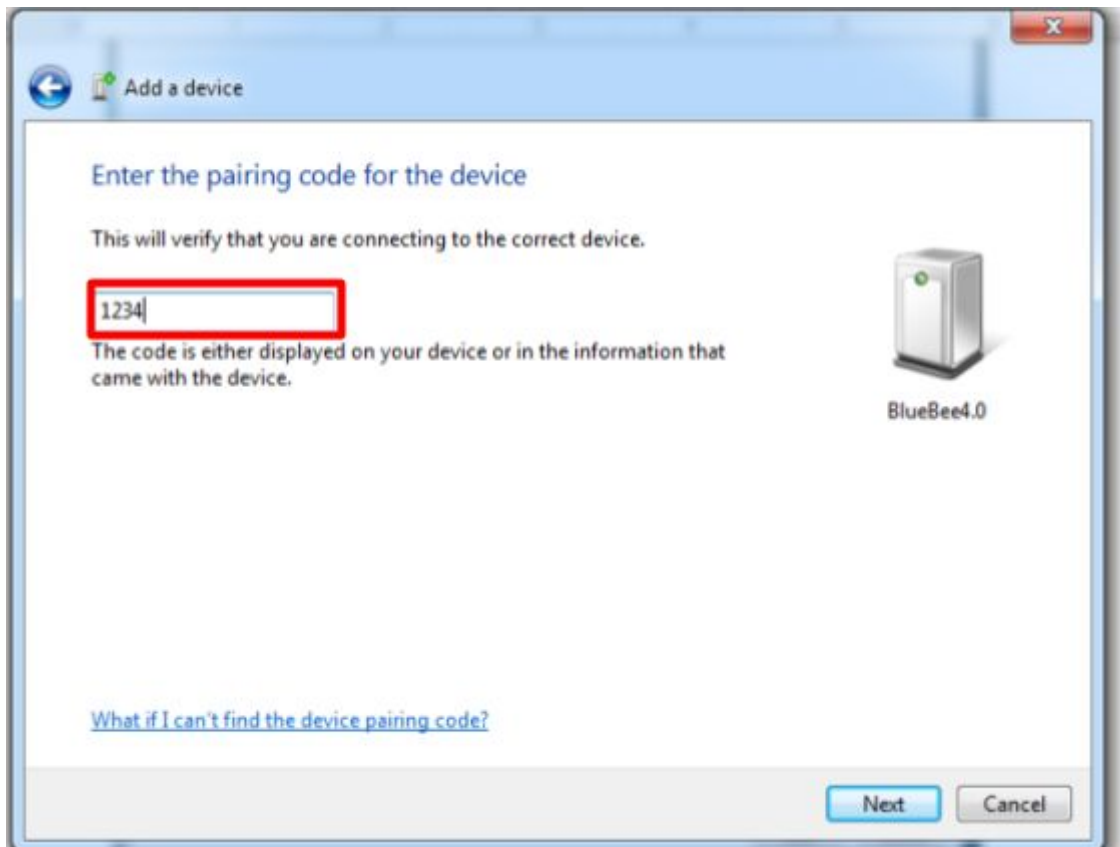 Add a device
Enter the pairing code for the device
This will verify that you are connecting to the correct device.
1234
The code is either displayed on your device or in the information that
came with the device.
BlueBee4.0
What if I can't find the device pairing code?
Next
Cancel